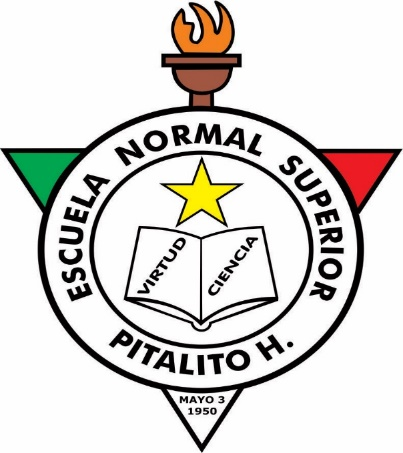 ESCUELA NORMAL SUPERIOR
PITALITO H.
VIRTUD
CIENCIA
MAYO 3
1950